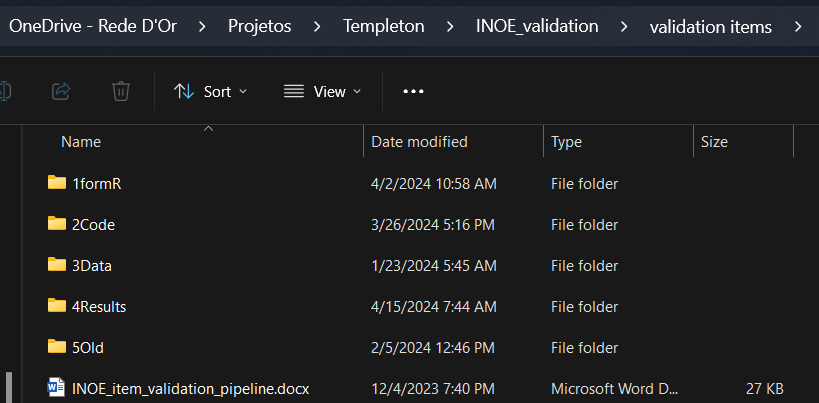 OneDrive - Rede D'Or > Projetos > Templeton > INOE_validation > validation items >
Sort View ...
Name Date modified Type Size
1formR 4/2/2024 10:58 AM File folder
2Code 3/26/2024 5:16 PM File folder
3Data 1/23/2024 5:45 AM File folder
4Results 4/15/2024 7:44 AM File folder
5Old 2/5/2024 12:46 PM File folder
INOE_item_validation_pipeline.docx 12/4/2023 7:40 PM Microsoft Word D... 27 KB